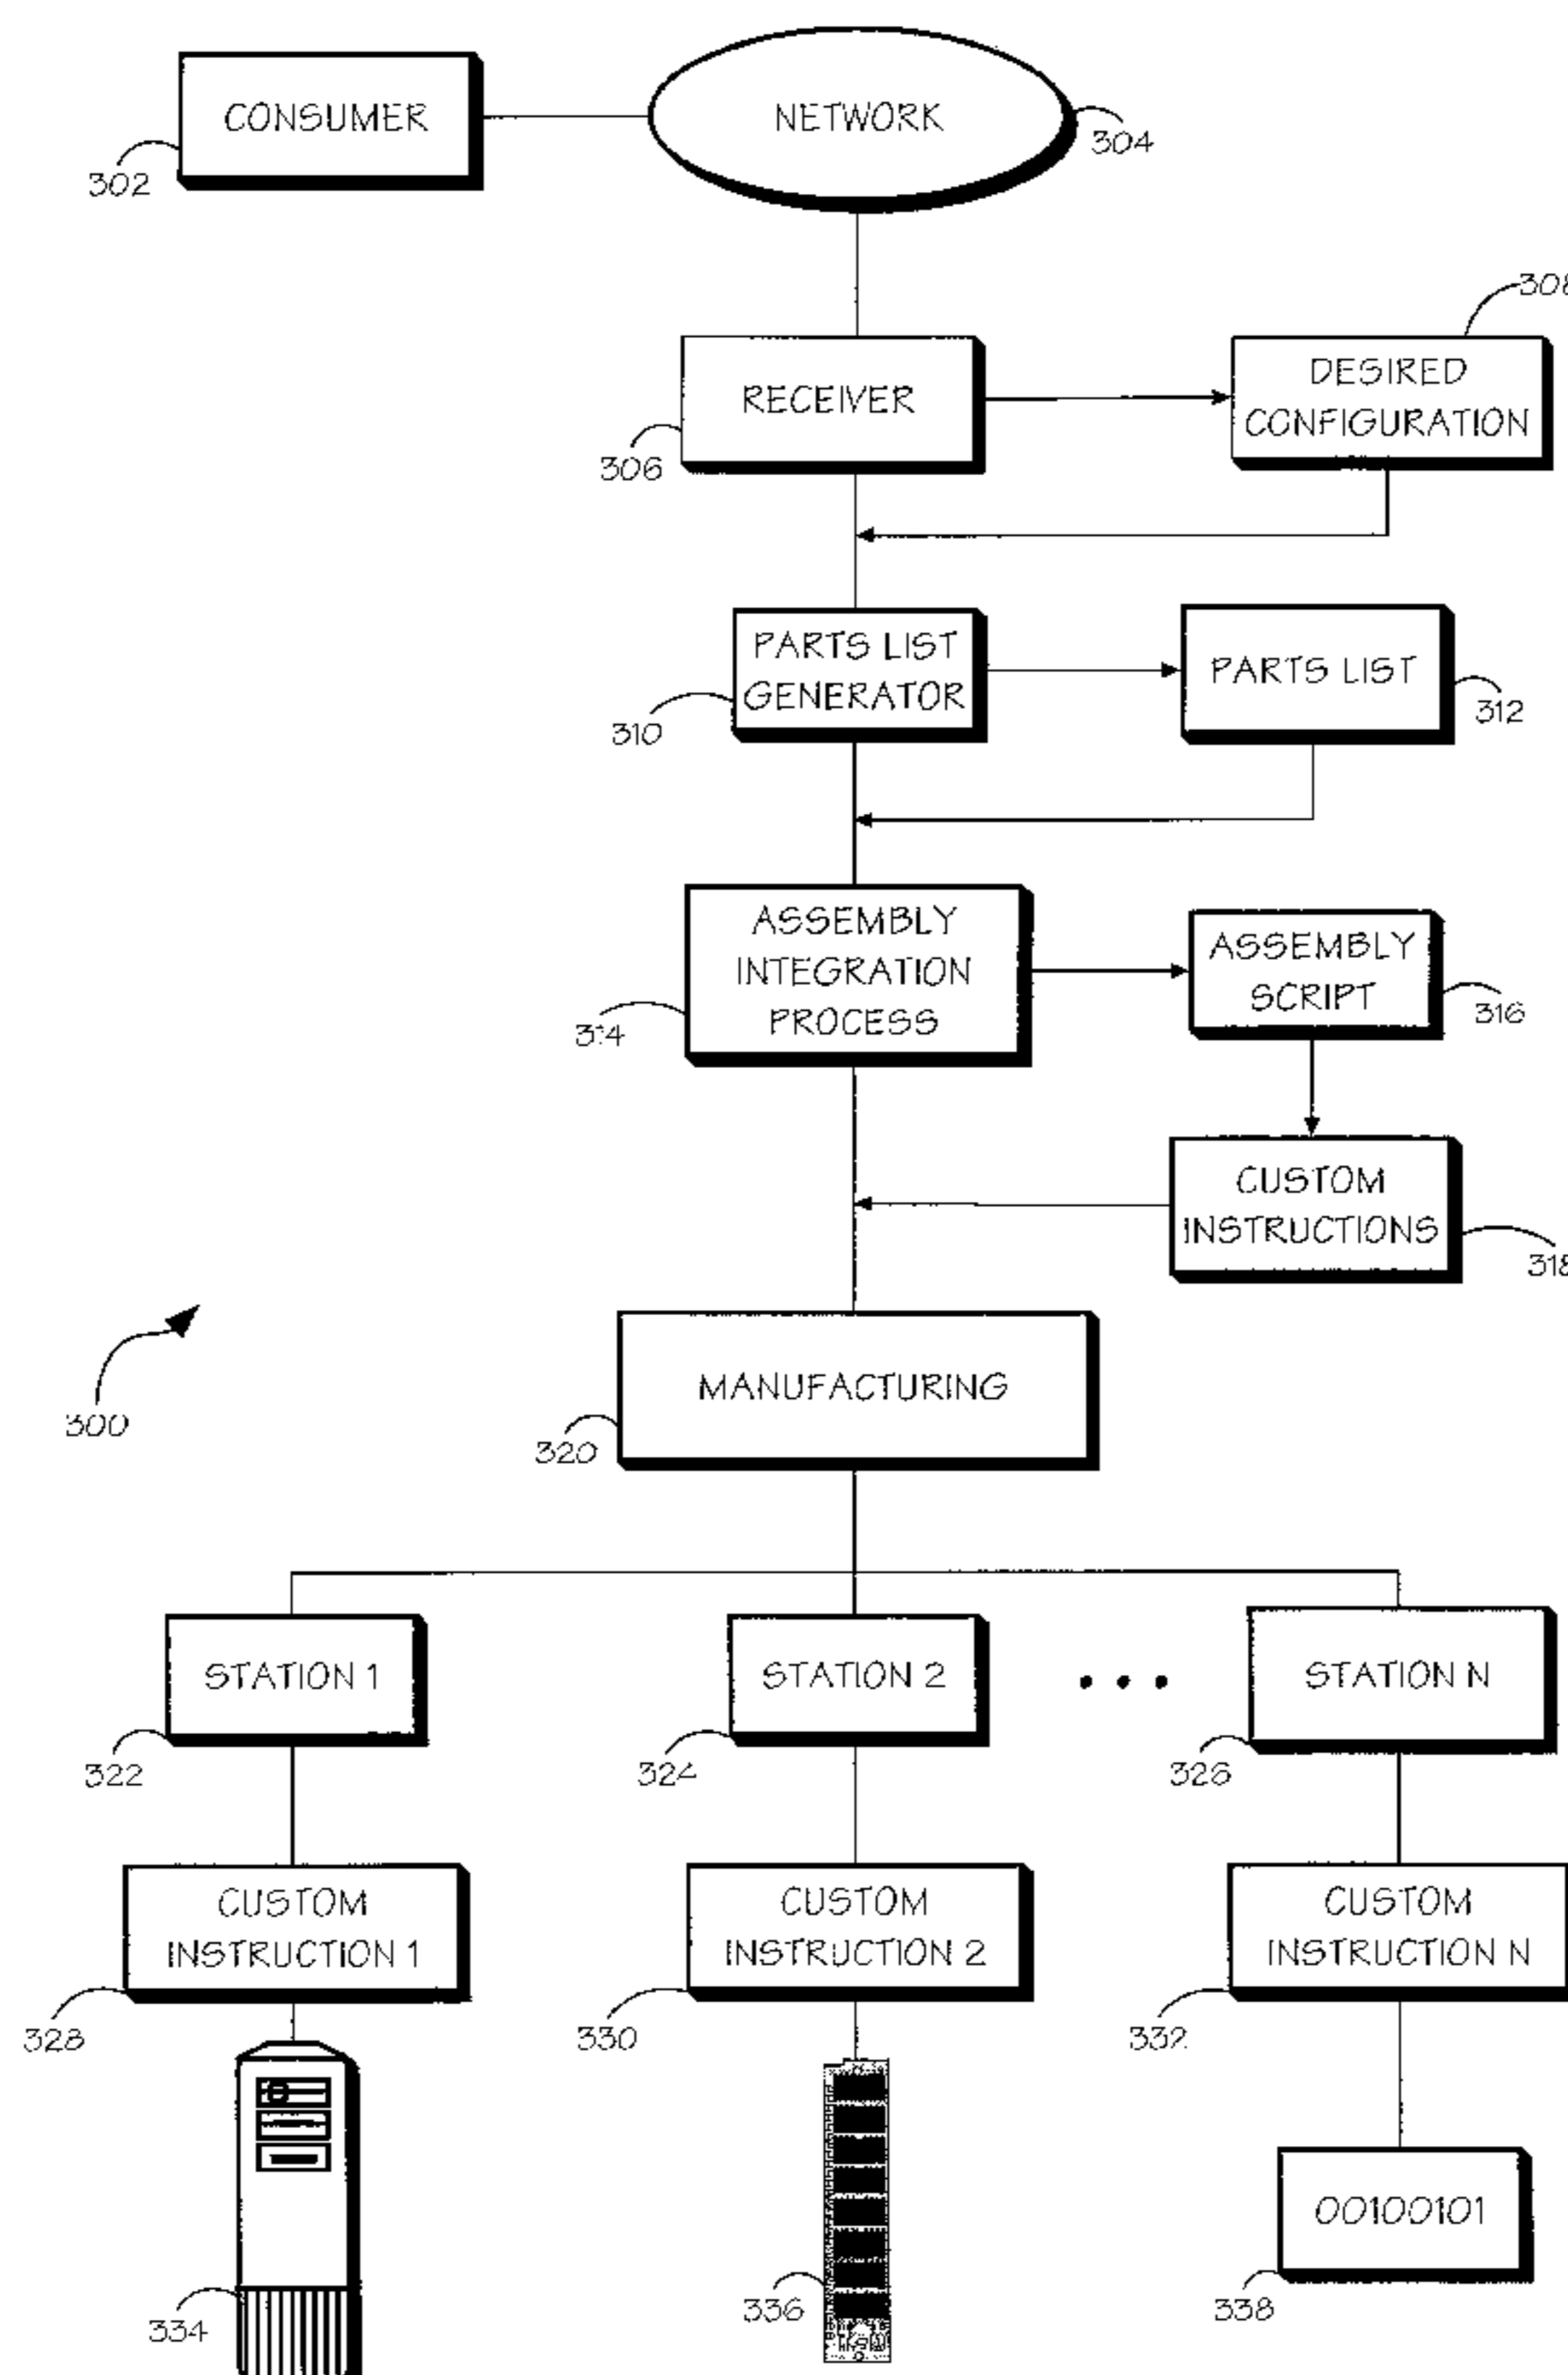 CONSUMER
NETWORK
302
304
308
RECEIVER
DESIRED
CONFIGURATION
306
PARTS LIST
GENERATOR
PARTS LIST
310
312
ASSEMBLY
INTEGRATION
PROCESS
ASSEMBLY
SCRIPT
314
316
CUSTOM
INSTRUCTIONS
318
300
MANUFACTURING
320
STATION 1
STATION 2
• • •
STATION N
322
324
326
CUSTOM
INSTRUCTION 1
CUSTOM
INSTRUCTION 2
CUSTOM
INSTRUCTION N
328
330
332
00100101
334
336
338